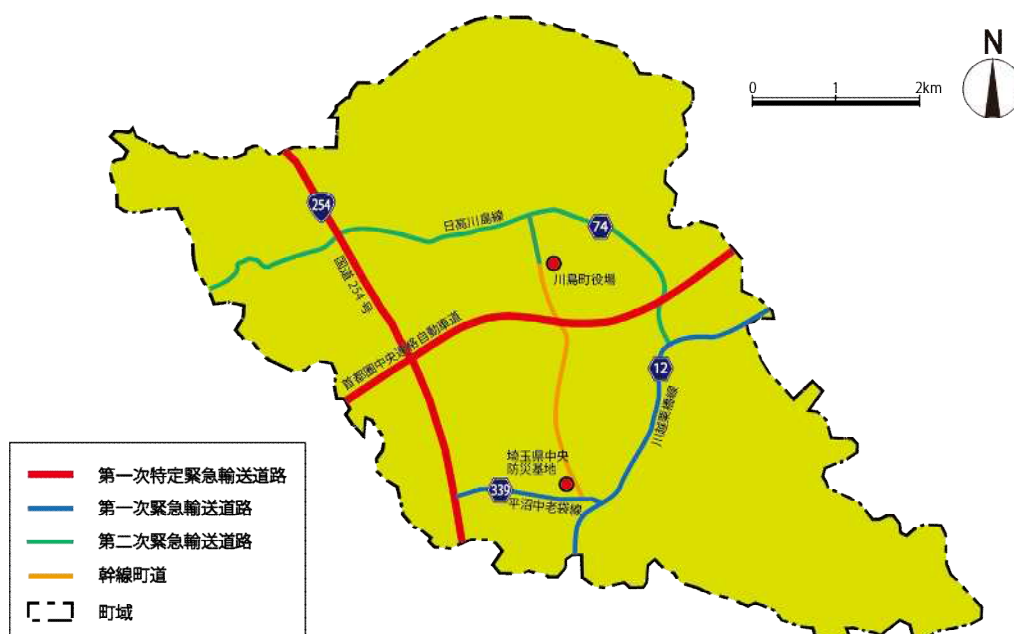 N
0 1 2km
254
日高川島線
74
国道 254 号
川島町役場
首都圏中央連絡自動車道
12
川越栗橋線
埼玉県中央
防災基地
339
平沼中老袋線
第一次特定緊急輸送道路
第一次緊急輸送道路
第二次緊急輸送道路
幹線町道
町域